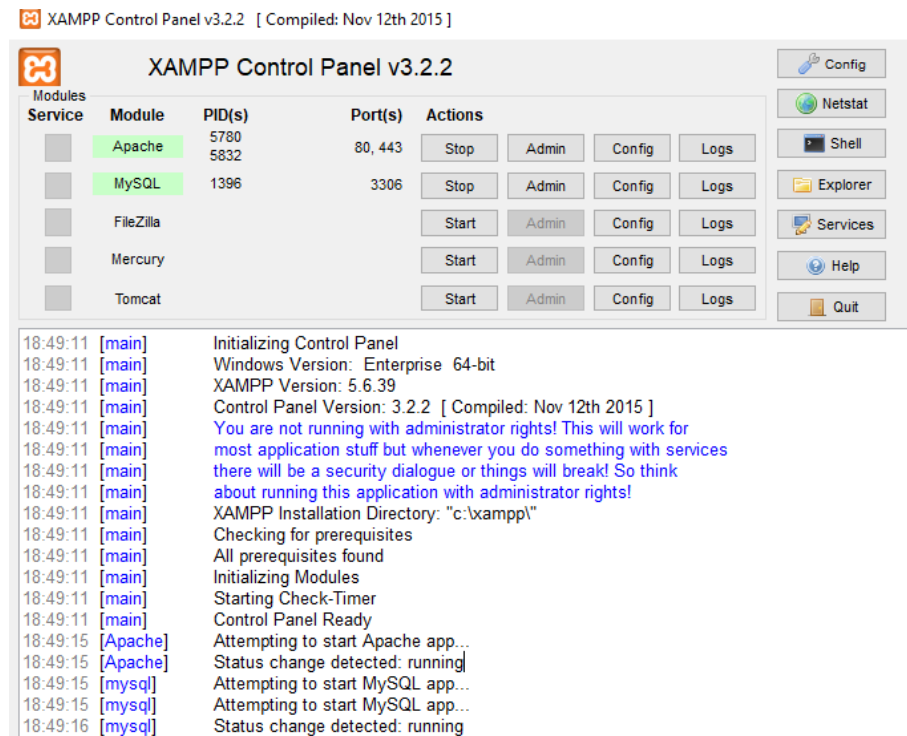 XAMPP Control Panel v3.2.2 [ Compiled: Nov 12th 2015 ]
XAMPP Control Panel v3.2.2
Config
Modules
Service Module PID(s) Port(s) Actions
Netstat
Apache 5780 5832 80, 443 Stop Admin Config Logs
Shell
MySQL 1396 3306 Stop Admin Config Logs
Explorer
FileZilla Start Admin Config Logs
Services
Mercury Start Admin Config Logs
Help
Tomcat Start Admin Config Logs
Quit
18:49:11 [main] Initializing Control Panel
18:49:11 [main] Windows Version: Enterprise 64-bit
18:49:11 [main] XAMPP Version: 5.6.39
18:49:11 [main] Control Panel Version: 3.2.2 [ Compiled: Nov 12th 2015 ]
18:49:11 [main] You are not running with administrator rights! This will work for
18:49:11 [main] most application stuff but whenever you do something with services
18:49:11 [main] there will be a security dialogue or things will break! So think
18:49:11 [main] about running this application with administrator rights!
18:49:11 [main] XAMPP Installation Directory: "c:\xampp\"
18:49:11 [main] Checking for prerequisites
18:49:11 [main] All prerequisites found
18:49:11 [main] Initializing Modules
18:49:11 [main] Starting Check-Timer
18:49:11 [main] Control Panel Ready
18:49:15 [Apache] Attempting to start Apache app...
18:49:15 [Apache] Status change detected: running
18:49:15 [mysql] Attempting to start MySQL app...
18:49:15 [mysql] Attempting to start MySQL app...
18:49:16 [mysql] Status change detected: running